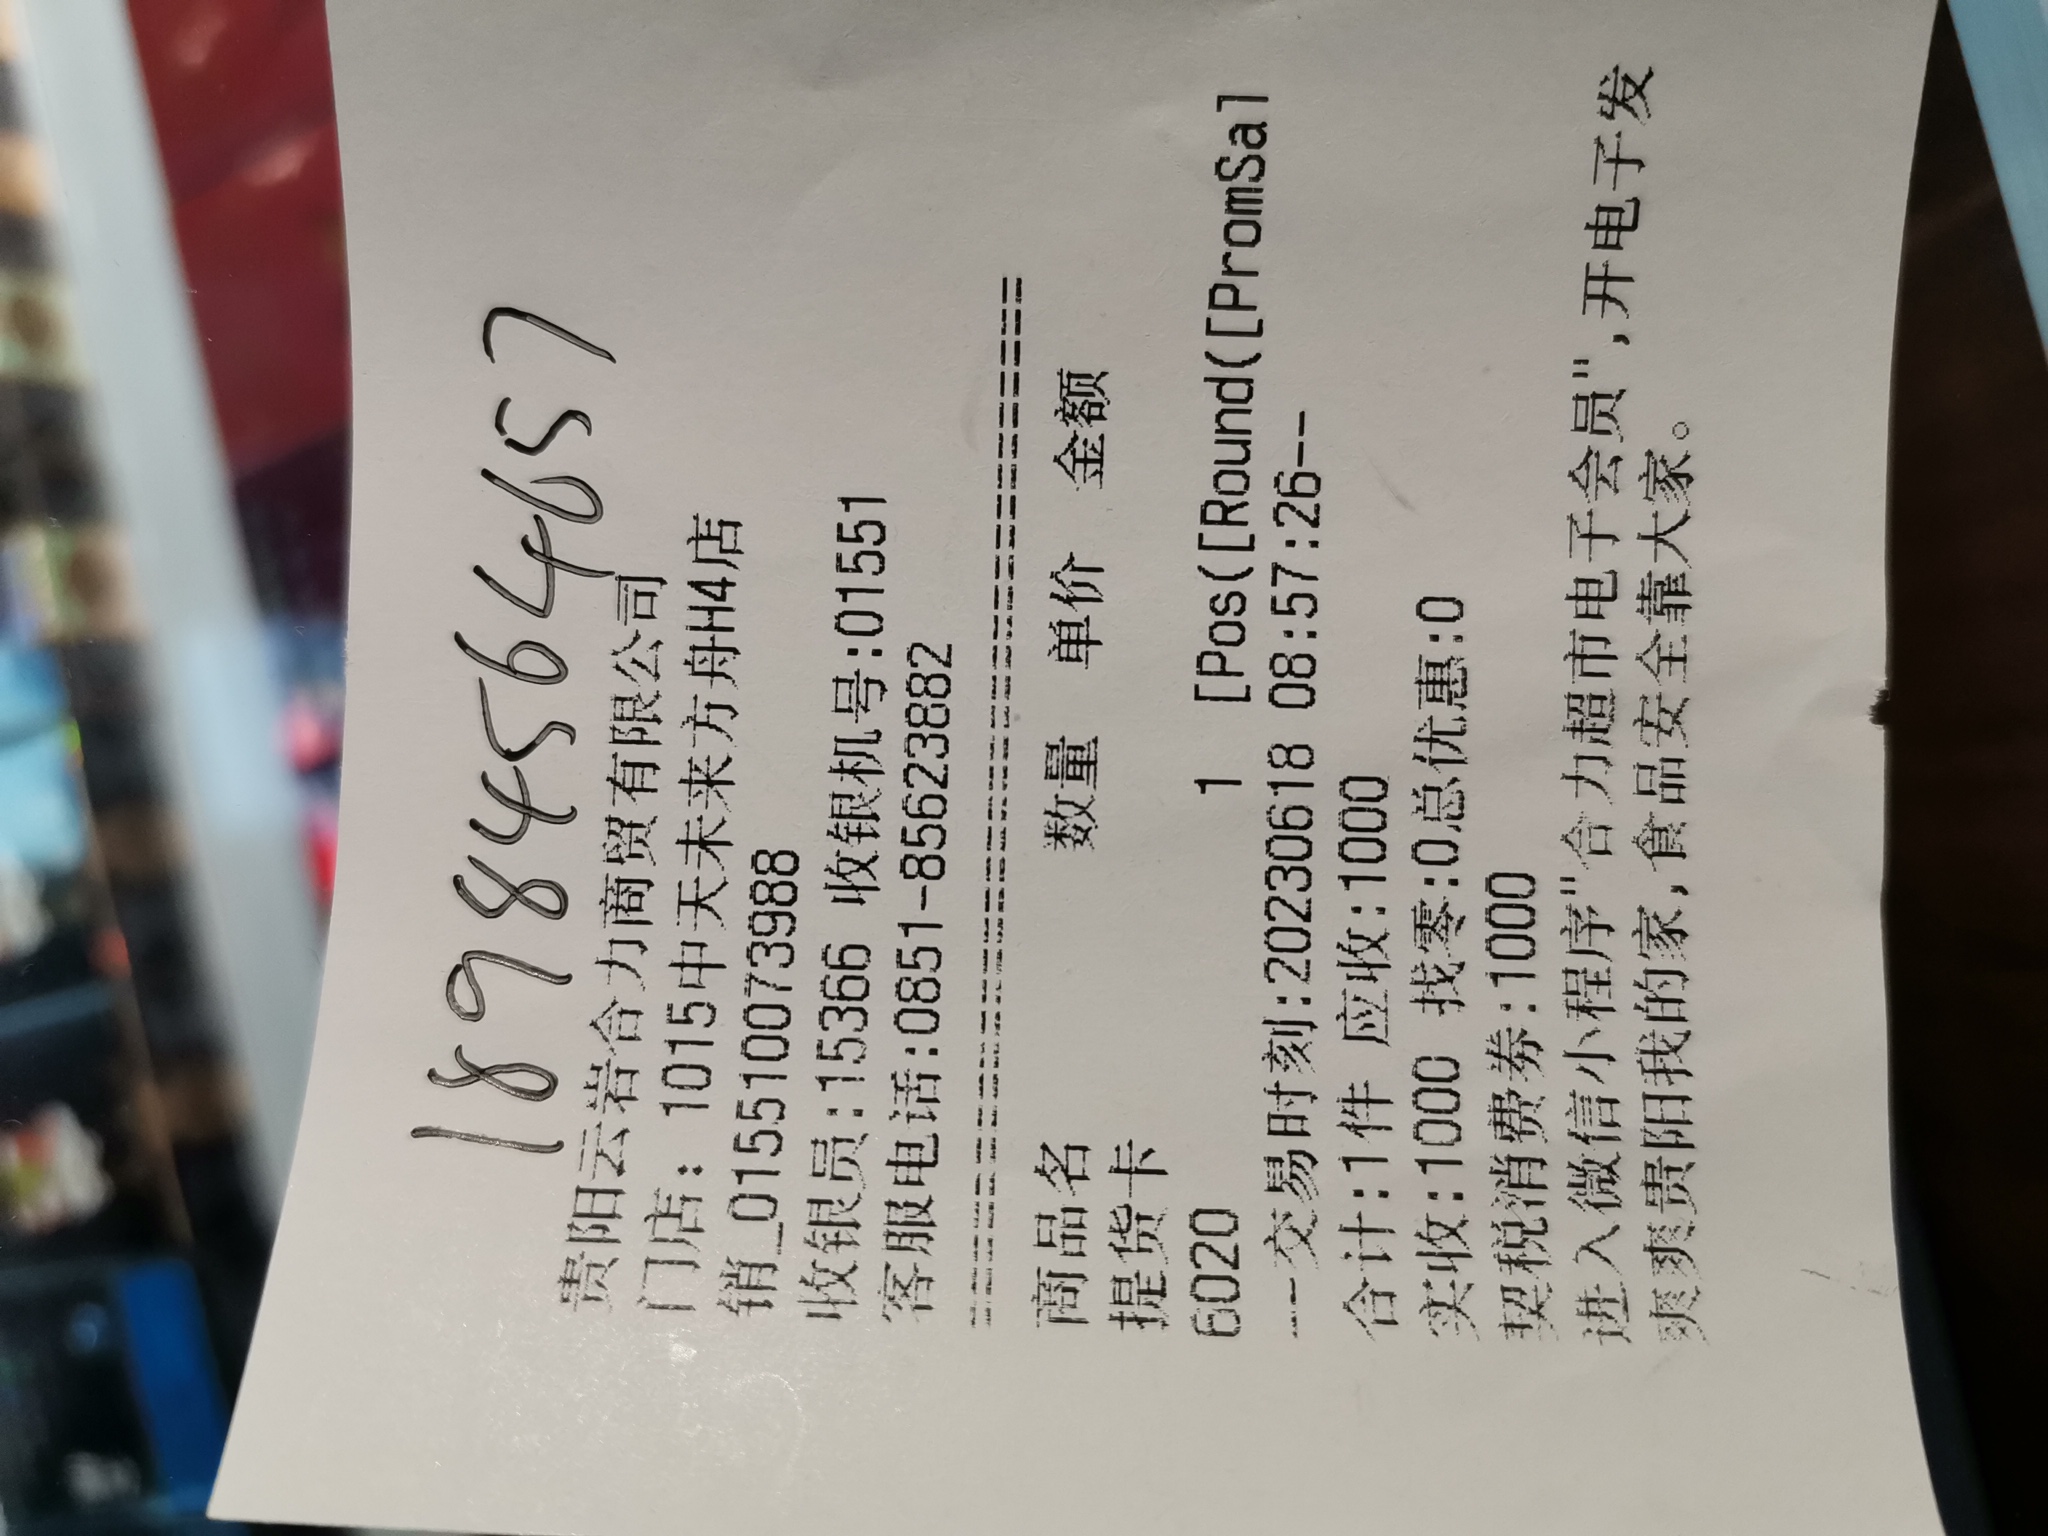 18984564657
贵阳云岩合力商贸有限公司
门店: 1015中天未来方舟H4店
销_015510073988
收银员:15366 收银机号:01551
客服电话:0851-85623882
==========================================
商品名 数量 单价 金额
提货卡
6020 1 [Pos([Round([PromSal
--交易时刻:20230618 08:57:26--
合计:1件 应收:1000
实收:1000 找零:0总优惠:0
契税消费券:1000
进入微信小程序"合力超市电子会员",开电子发
爽爽贵阳我的家,食品安全靠大家。